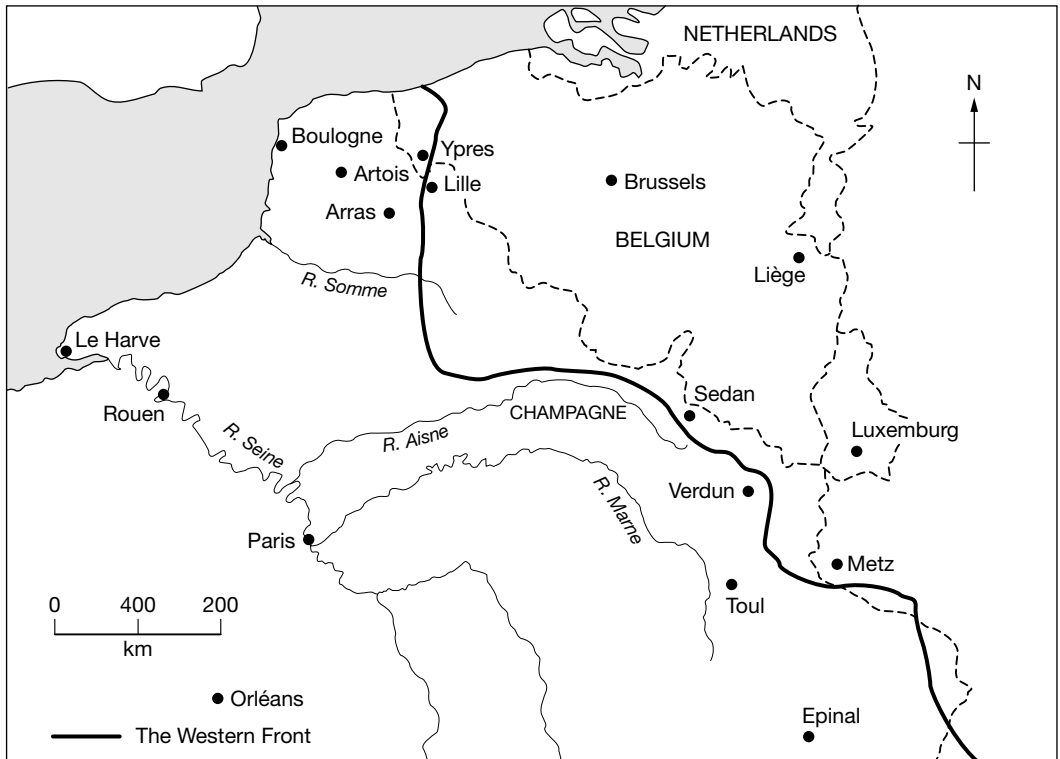 NETHERLANDS
N
Boulogne
Ypres
Artois
Lille
Brussels
Arras
BELGIUM
Liège
R. Somme
Le Harve
Sedan
Rouen
CHAMPAGNE
R. Seine
R. Aisne
Luxemburg
Verdun
R. Marne
Paris
Metz
0 400 200
Toul
km
Orléans
Epinal
The Western Front